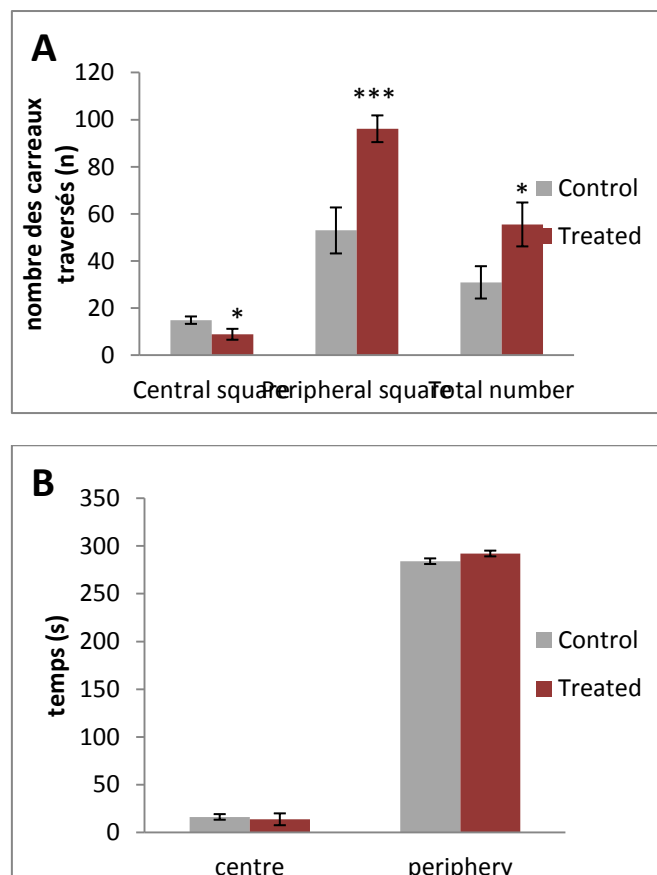 A
nombre des carreaux
traversés (n)
120
100
80
60
40
20
0
*
***
*
Control
Treated
Central square
Peripheral square
Total number
B
temps (s)
350
300
250
200
150
100
50
0
Control
Treated
centre
periphery